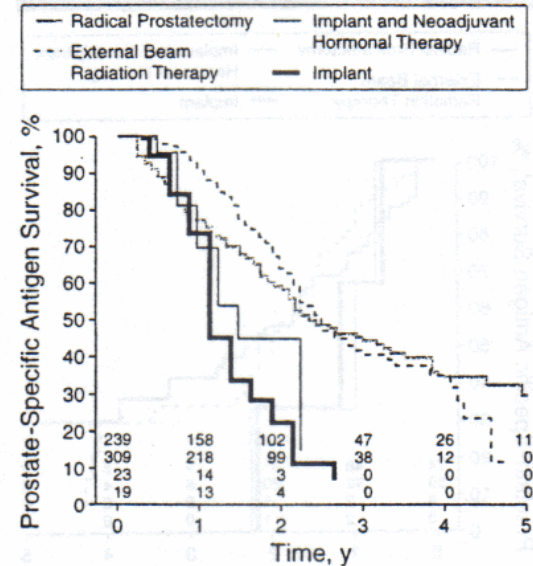 Radical Prostatectomy
External Beam
Radiation Therapy
Implant and Neoadjuvant
Hormonal Therapy
Implant
Prostate-Specific Antigen Survival, %
100
90
80
70
60
50
40
30
20
10
0
239 158 102 47 26 11
309 218 99 38 12 0
23 14 3 0 0 0
19 13 4 0 0 0
0 1 2 3 4 5
Time, y